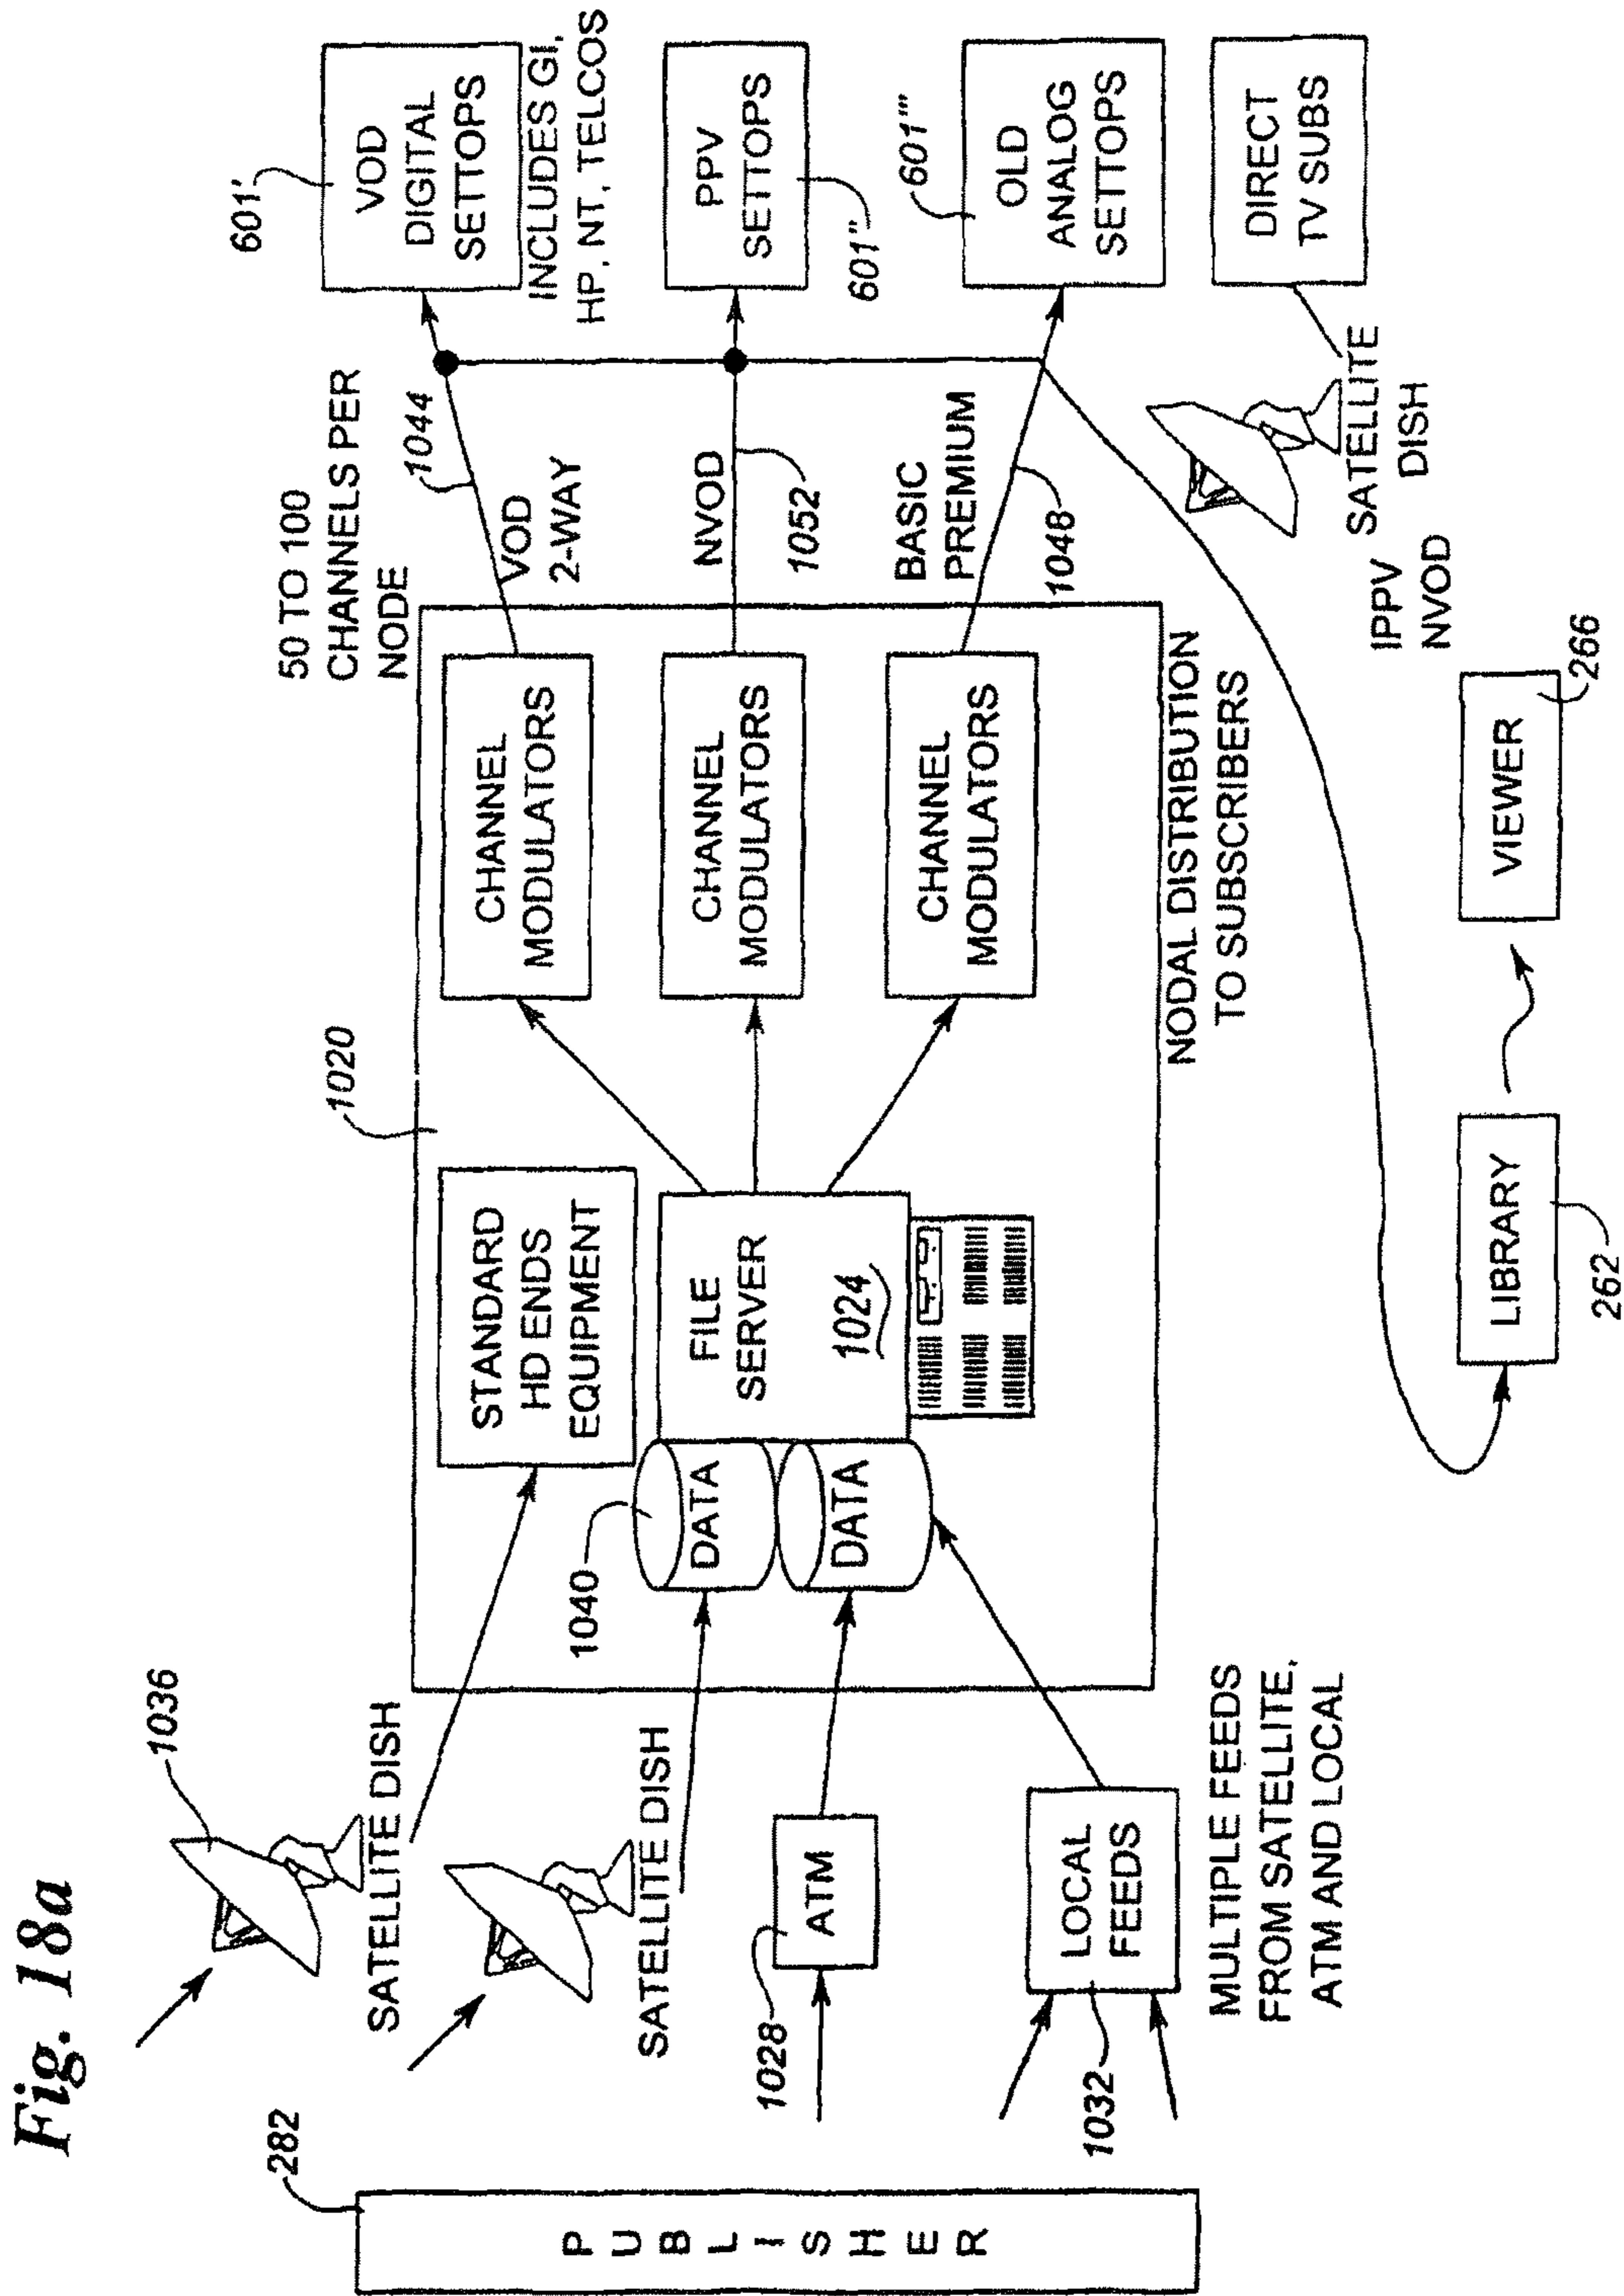 Fig. 18a
282
PUBLISHER
1036
SATELLITE DISH
SATELLITE DISH
1028
ATM
1032
LOCAL
FEEDS
MULTIPLE FEEDS
FROM SATELLITE,
ATM AND LOCAL
1020
STANDARD
HD ENDS
EQUIPMENT
1040
DATA
DATA
FILE
SERVER
1024
CHANNEL
MODULATORS
CHANNEL
MODULATORS
CHANNEL
MODULATORS
NODAL DISTRIBUTION
TO SUBSCRIBERS
50 TO 100
CHANNELS PER
NODE
1044
VOD
2-WAY
NVOD
1052
BASIC
PREMIUM
1048
601'
VOD
DIGITAL
SETTOPS
INCLUDES GI,
HP, NT, TELCOS
PPV
SETTOPS
601"
601'"
OLD
ANALOG
SETTOPS
DIRECT
TV SUBS
SATELLITE
DISH
IPPV
NVOD
LIBRARY
262
VIEWER
266